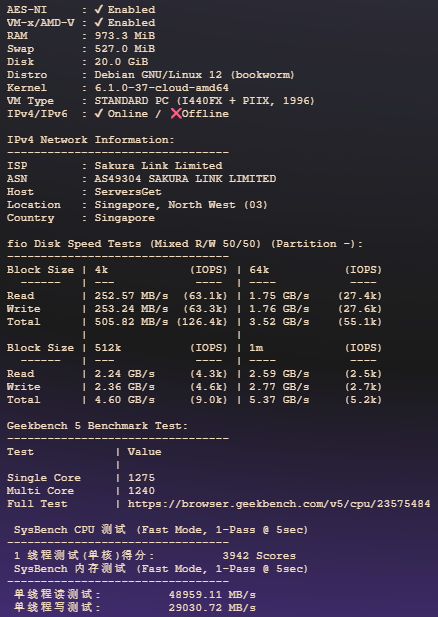 AES-NI     : ✔ Enabled
VM-x/AMD-V : ✔ Enabled
RAM        : 973.3 MiB
Swap       : 527.0 MiB
Disk       : 20.0 GiB
Distro     : Debian GNU/Linux 12 (bookworm)
Kernel     : 6.1.0-37-cloud-amd64
VM Type    : STANDARD PC (I440FX + PIIX, 1996)
IPv4/IPv6  : ✔ Online / ❌Offline

IPv4 Network Information:
---------------------------------
ISP        : Sakura Link Limited
ASN        : AS49304 SAKURA LINK LIMITED
Host       : ServersGet
Location   : Singapore, North West (03)
Country    : Singapore

fio Disk Speed Tests (Mixed R/W 50/50) (Partition -):
---------------------------------
Block Size | 4k            (IOPS) | 64k           (IOPS)
  ------   | ---            ----  | ----           ----
Read       | 252.57 MB/s  (63.1k) | 1.75 GB/s    (27.4k)
Write      | 253.24 MB/s  (63.3k) | 1.76 GB/s    (27.6k)
Total      | 505.82 MB/s (126.4k) | 3.52 GB/s    (55.1k)
           |                      |
Block Size | 512k          (IOPS) | 1m            (IOPS)
  ------   | ---            ----  | ----           ----
Read       | 2.24 GB/s     (4.3k) | 2.59 GB/s     (2.5k)
Write      | 2.36 GB/s     (4.6k) | 2.77 GB/s     (2.7k)
Total      | 4.60 GB/s     (9.0k) | 5.37 GB/s     (5.2k)

Geekbench 5 Benchmark Test:
---------------------------------
Test            | Value
                |
Single Core     | 1275
Multi Core      | 1240
Full Test       | https://browser.geekbench.com/v5/cpu/23575484

 SysBench CPU 测试 (Fast Mode, 1-Pass @ 5sec)
---------------------------------
 1 线程测试(单核)得分:          3942 Scores
 SysBench 内存测试 (Fast Mode, 1-Pass @ 5sec)
---------------------------------
 单线程读测试:          48959.11 MB/s
 单线程写测试:          29030.72 MB/s